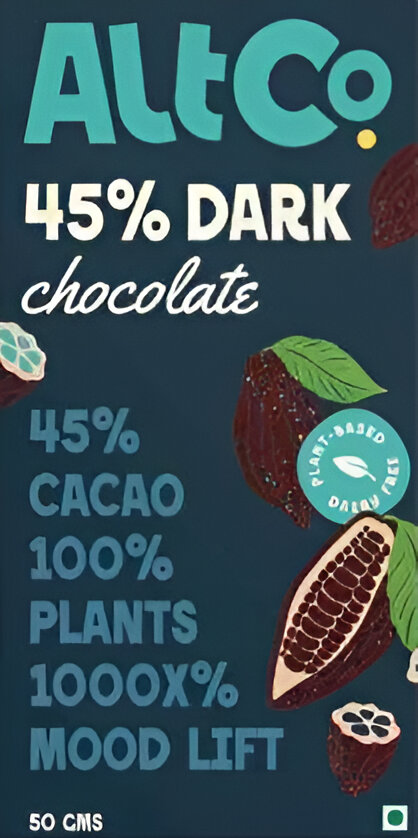 AltCo.
45% DARK
chocolate
PLANT-BASED
DAIRY FREE
45%
CACAO
100%
PLANTS
1000X%
MOOD LIFT
50 GMS